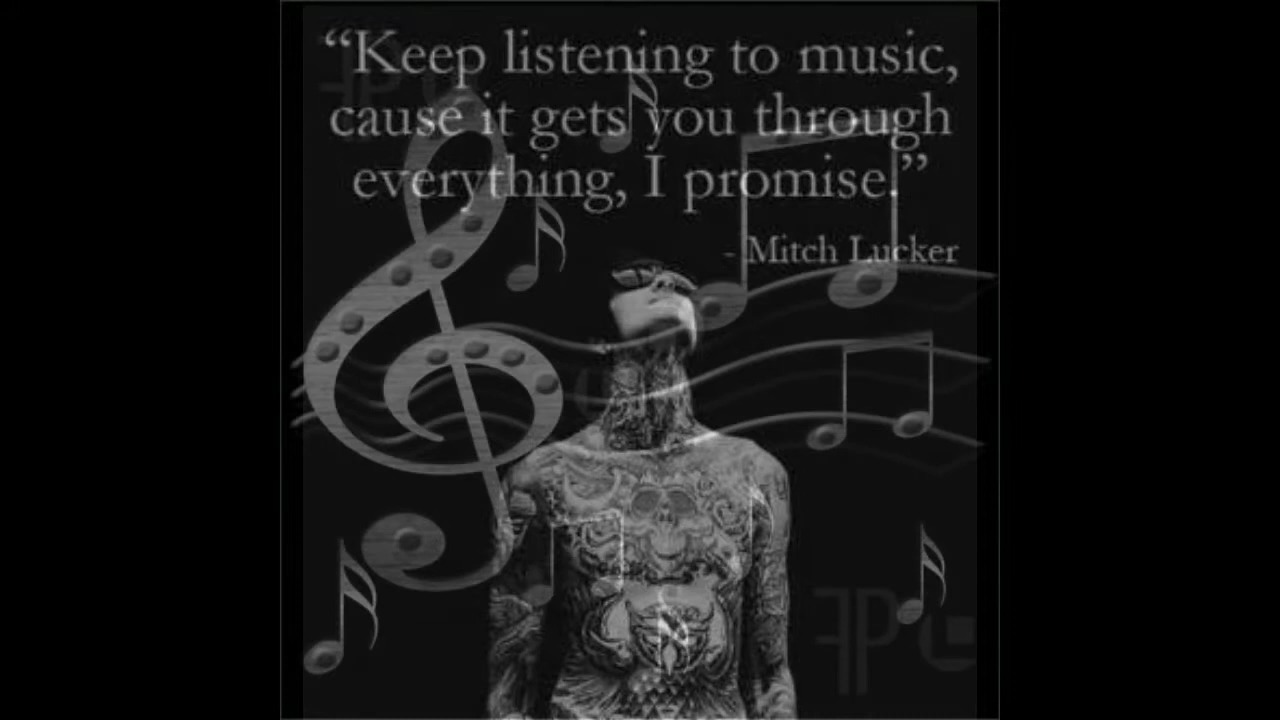 “Keep listening to music,
cause it gets you through
everything, I promise.”
- Mitch Lucker